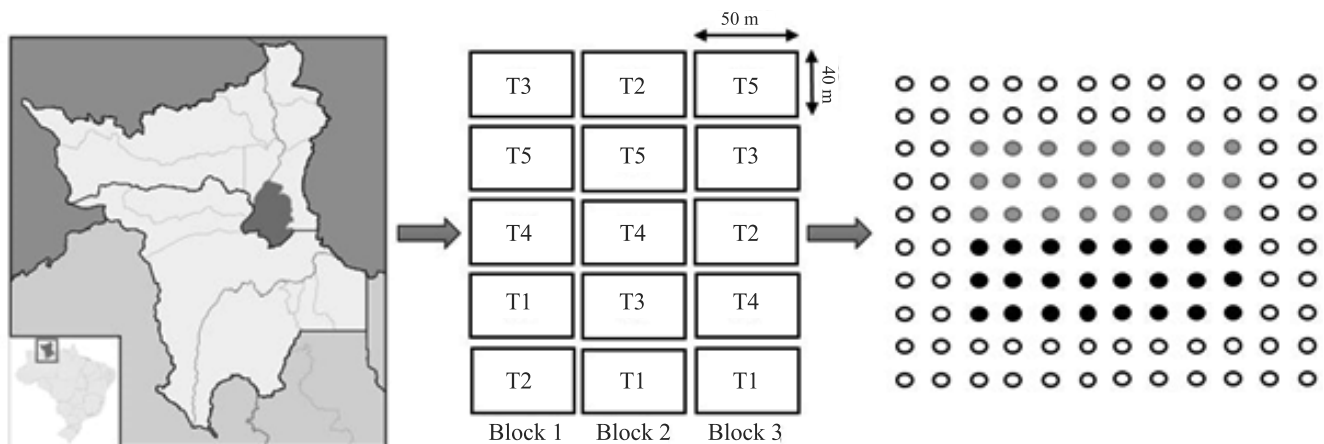 50 m
40 m
T3 T2 T5
T5 T5 T3
T4 T4 T2
T1 T3 T4
T2 T1 T1
Block 1 Block 2 Block 3